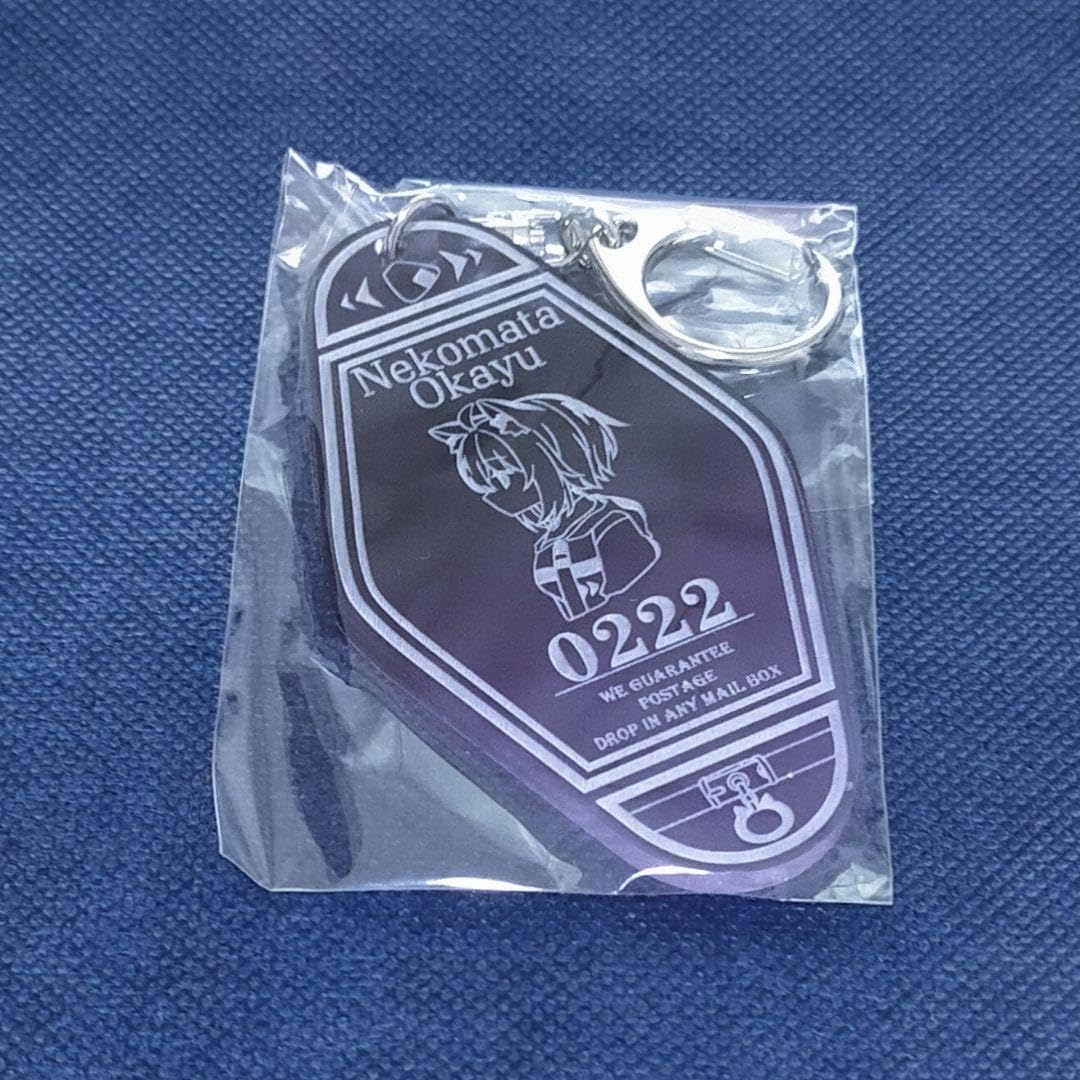 Nekomata
Okayu
0222
WE GUARANTEE
POSTAGE
DROP IN ANY MAIL BOX